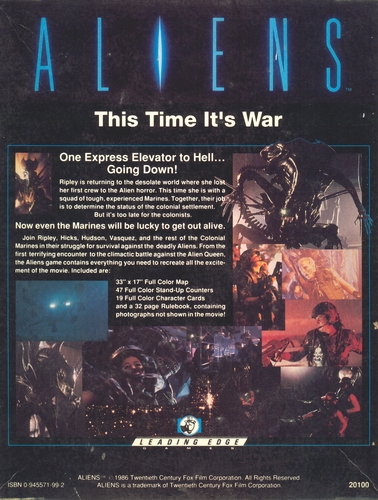 ALIENS™
This Time It's War
One Express Elevator to Hell...
Going Down!
Ripley is returning to the desolate world where she lost
her first crew to the Alien horror. This time she is with a
squad of tough, experienced Marines. Together, their job
is to determine the status of the colonial settlement.
But it's too late for the colonists.
Now even the Marines will be lucky to get out alive.
Join Ripley, Hicks, Hudson, Vasquez, and the rest of the Colonial
Marines in their struggle for survival against the deadly Aliens. From the
first terrifying encounter to the climactic battle against the Alien Queen,
the Aliens game contains everything you need to recreate all the excite-
ment of the movie. Included are:
33" x 17" Full Color Map
47 Full Color Stand-Up Counters
19 Full Color Character Cards
and a 32 page Rulebook, containing
photographs not shown in the movie!
LEADING EDGE
GAMES
ALIENS™ © 1986 Twentieth Century Fox Film Corporation. All Rights Reserved
ISBN 0-945571-99-2 ALIENS is a trademark of Twentieth Century Fox Film Corporation. 20100